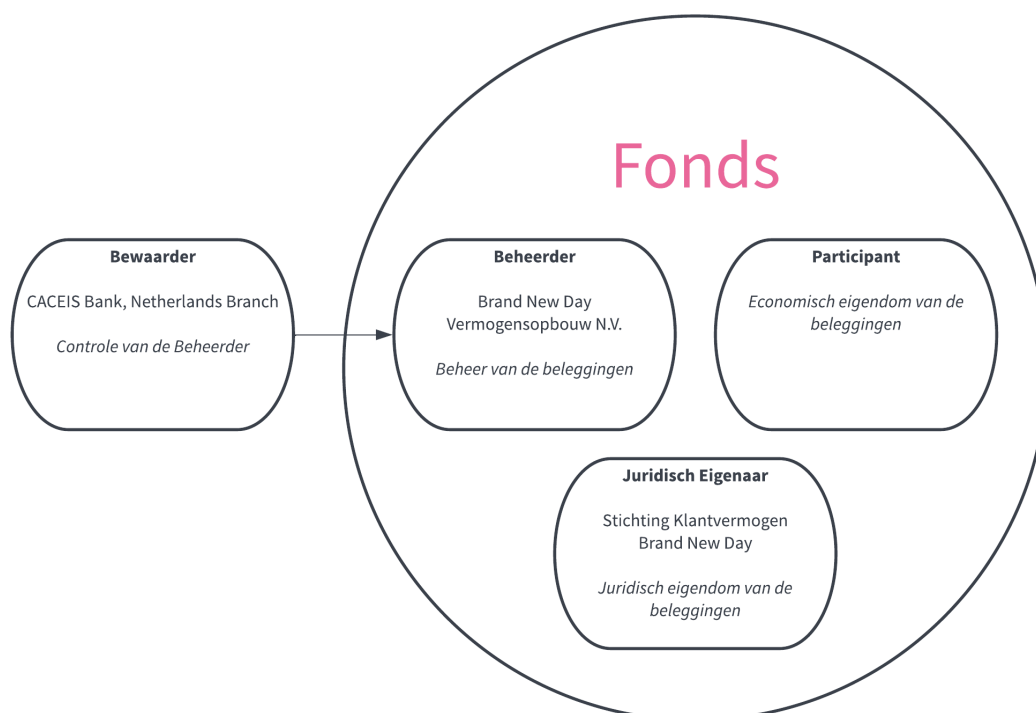 Fonds
Bewaarder
CACEIS Bank, Netherlands Branch
Controle van de Beheerder
Beheerder
Brand New Day
Vermogensopbouw N.V.
Beheer van de beleggingen
Participant
Economisch eigendom van de
beleggingen
Juridisch Eigenaar
Stichting Klantvermogen
Brand New Day
Juridisch eigendom van de
beleggingen